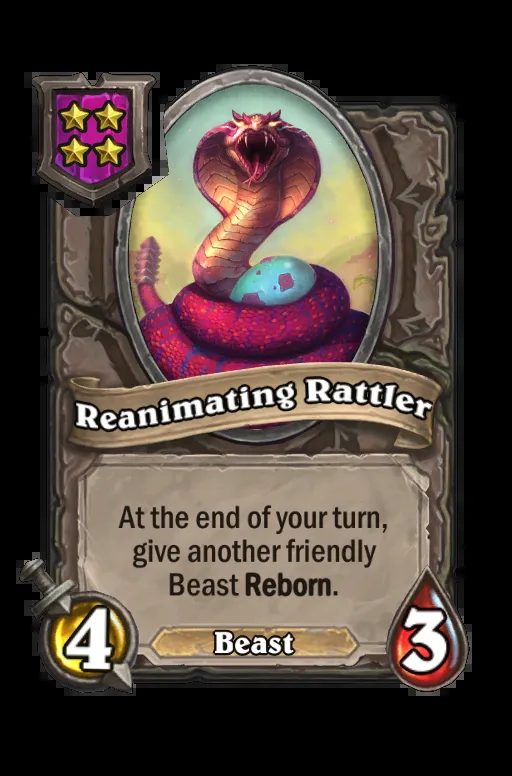 Reanimating Rattler
At the end of your turn,
give another friendly
Beast Reborn.
4
Beast
3